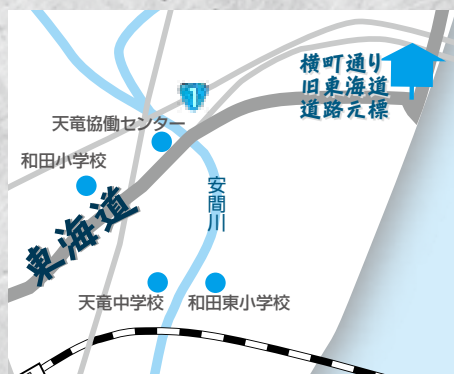 横町通り
旧東海道
道路元標
1
天竜協働センター
和田小学校
東海道
安間川
天竜中学校
和田東小学校